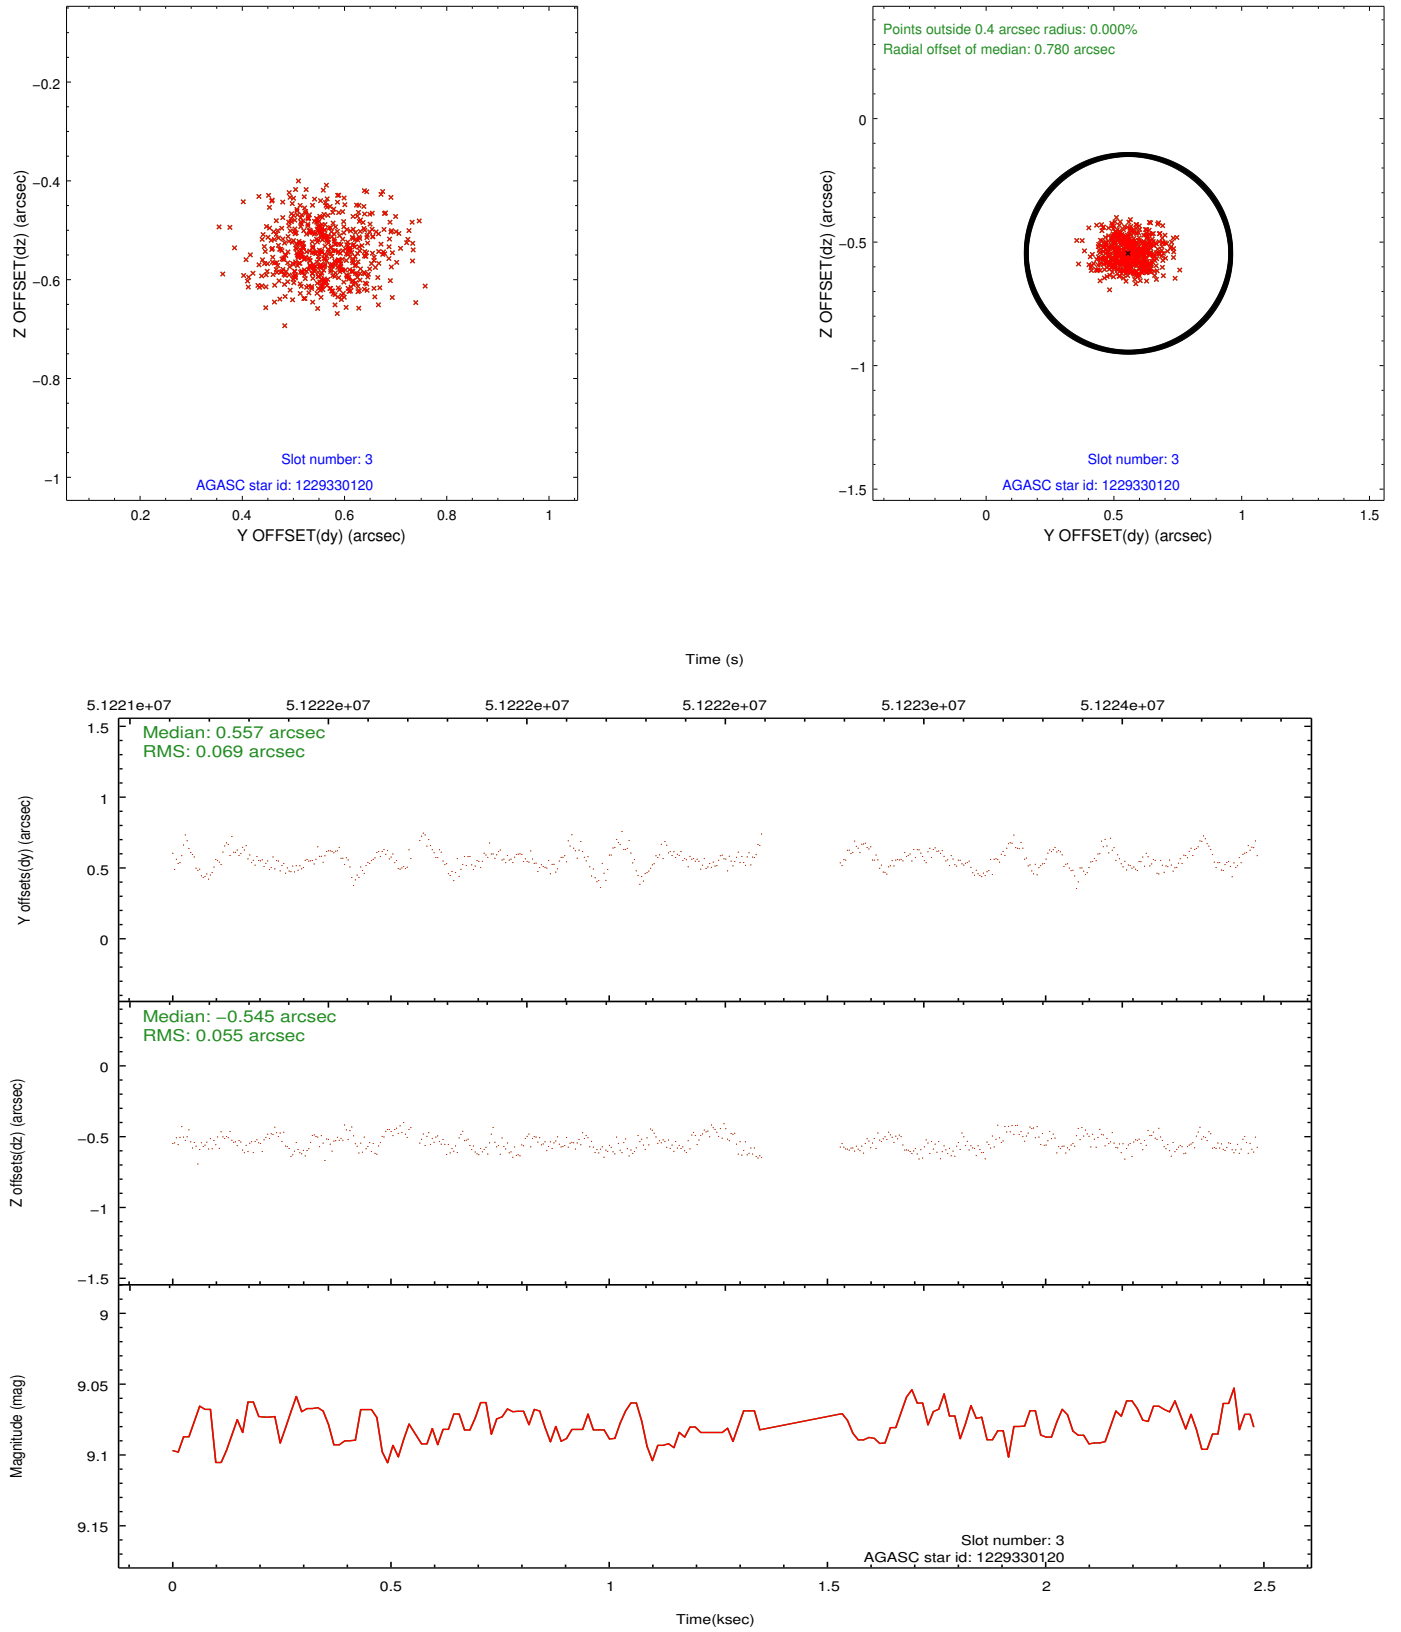 −0.2
−0.4
−0.6
−0.8
−1
0.2 0.4 0.6 0.8 1
Y OFFSET(dy) (arcsec)
Z OFFSET(dz) (arcsec)
Slot number: 3
AGASC star id: 1229330120
Points outside 0.4 arcsec radius: 0.000%
Radial offset of median: 0.780 arcsec
0
−0.5
−1
−1.5
0 0.5 1 1.5
Y OFFSET(dy) (arcsec)
Z OFFSET(dz) (arcsec)
Slot number: 3
AGASC star id: 1229330120
Time (s)
5.1221e+07 5.1222e+07 5.1222e+07 5.1222e+07 5.1223e+07 5.1224e+07
Median: 0.557 arcsec
RMS: 0.069 arcsec
1.5
1
0.5
0
Y offsets(dy) (arcsec)
Median: −0.545 arcsec
RMS: 0.055 arcsec
0
−0.5
−1
−1.5
Z offsets(dz) (arcsec)
9
9.05
9.1
9.15
Magnitude (mag)
Slot number: 3
AGASC star id: 1229330120
0 0.5 1 1.5 2 2.5
Time(ksec)